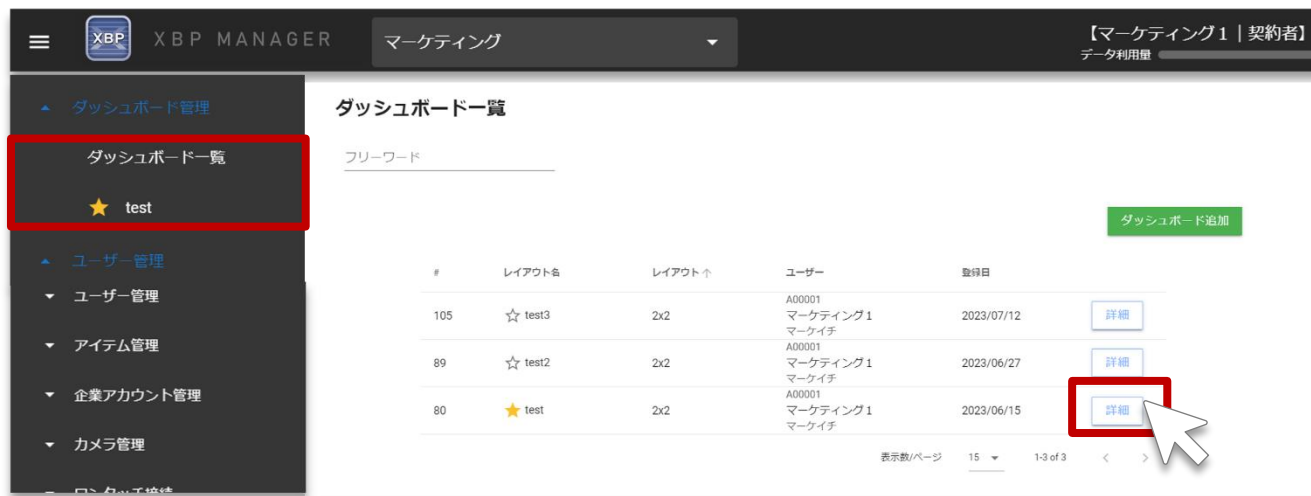 XBP
XBP MANAGER
マーケティング
【マーケティング1｜契約者】
データ利用量
ダッシュボード管理
ダッシュボード一覧
test
ユーザー管理
ユーザー管理
アイテム管理
企業アカウント管理
カメラ管理
ワンタッチ接続
ダッシュボード一覧
フリーワード
ダッシュボード追加
# レイアウト名 レイアウト↑ ユーザー 登録日
A00001
105 test3 2x2 マーケティング1 2023/07/12 詳細
マーケイチ
A00001
89 test2 2x2 マーケティング1 2023/06/27 詳細
マーケイチ
A00001
80 test 2x2 マーケティング1 2023/06/15 詳細
マーケイチ
表示数/ページ 15 1-3 of 3